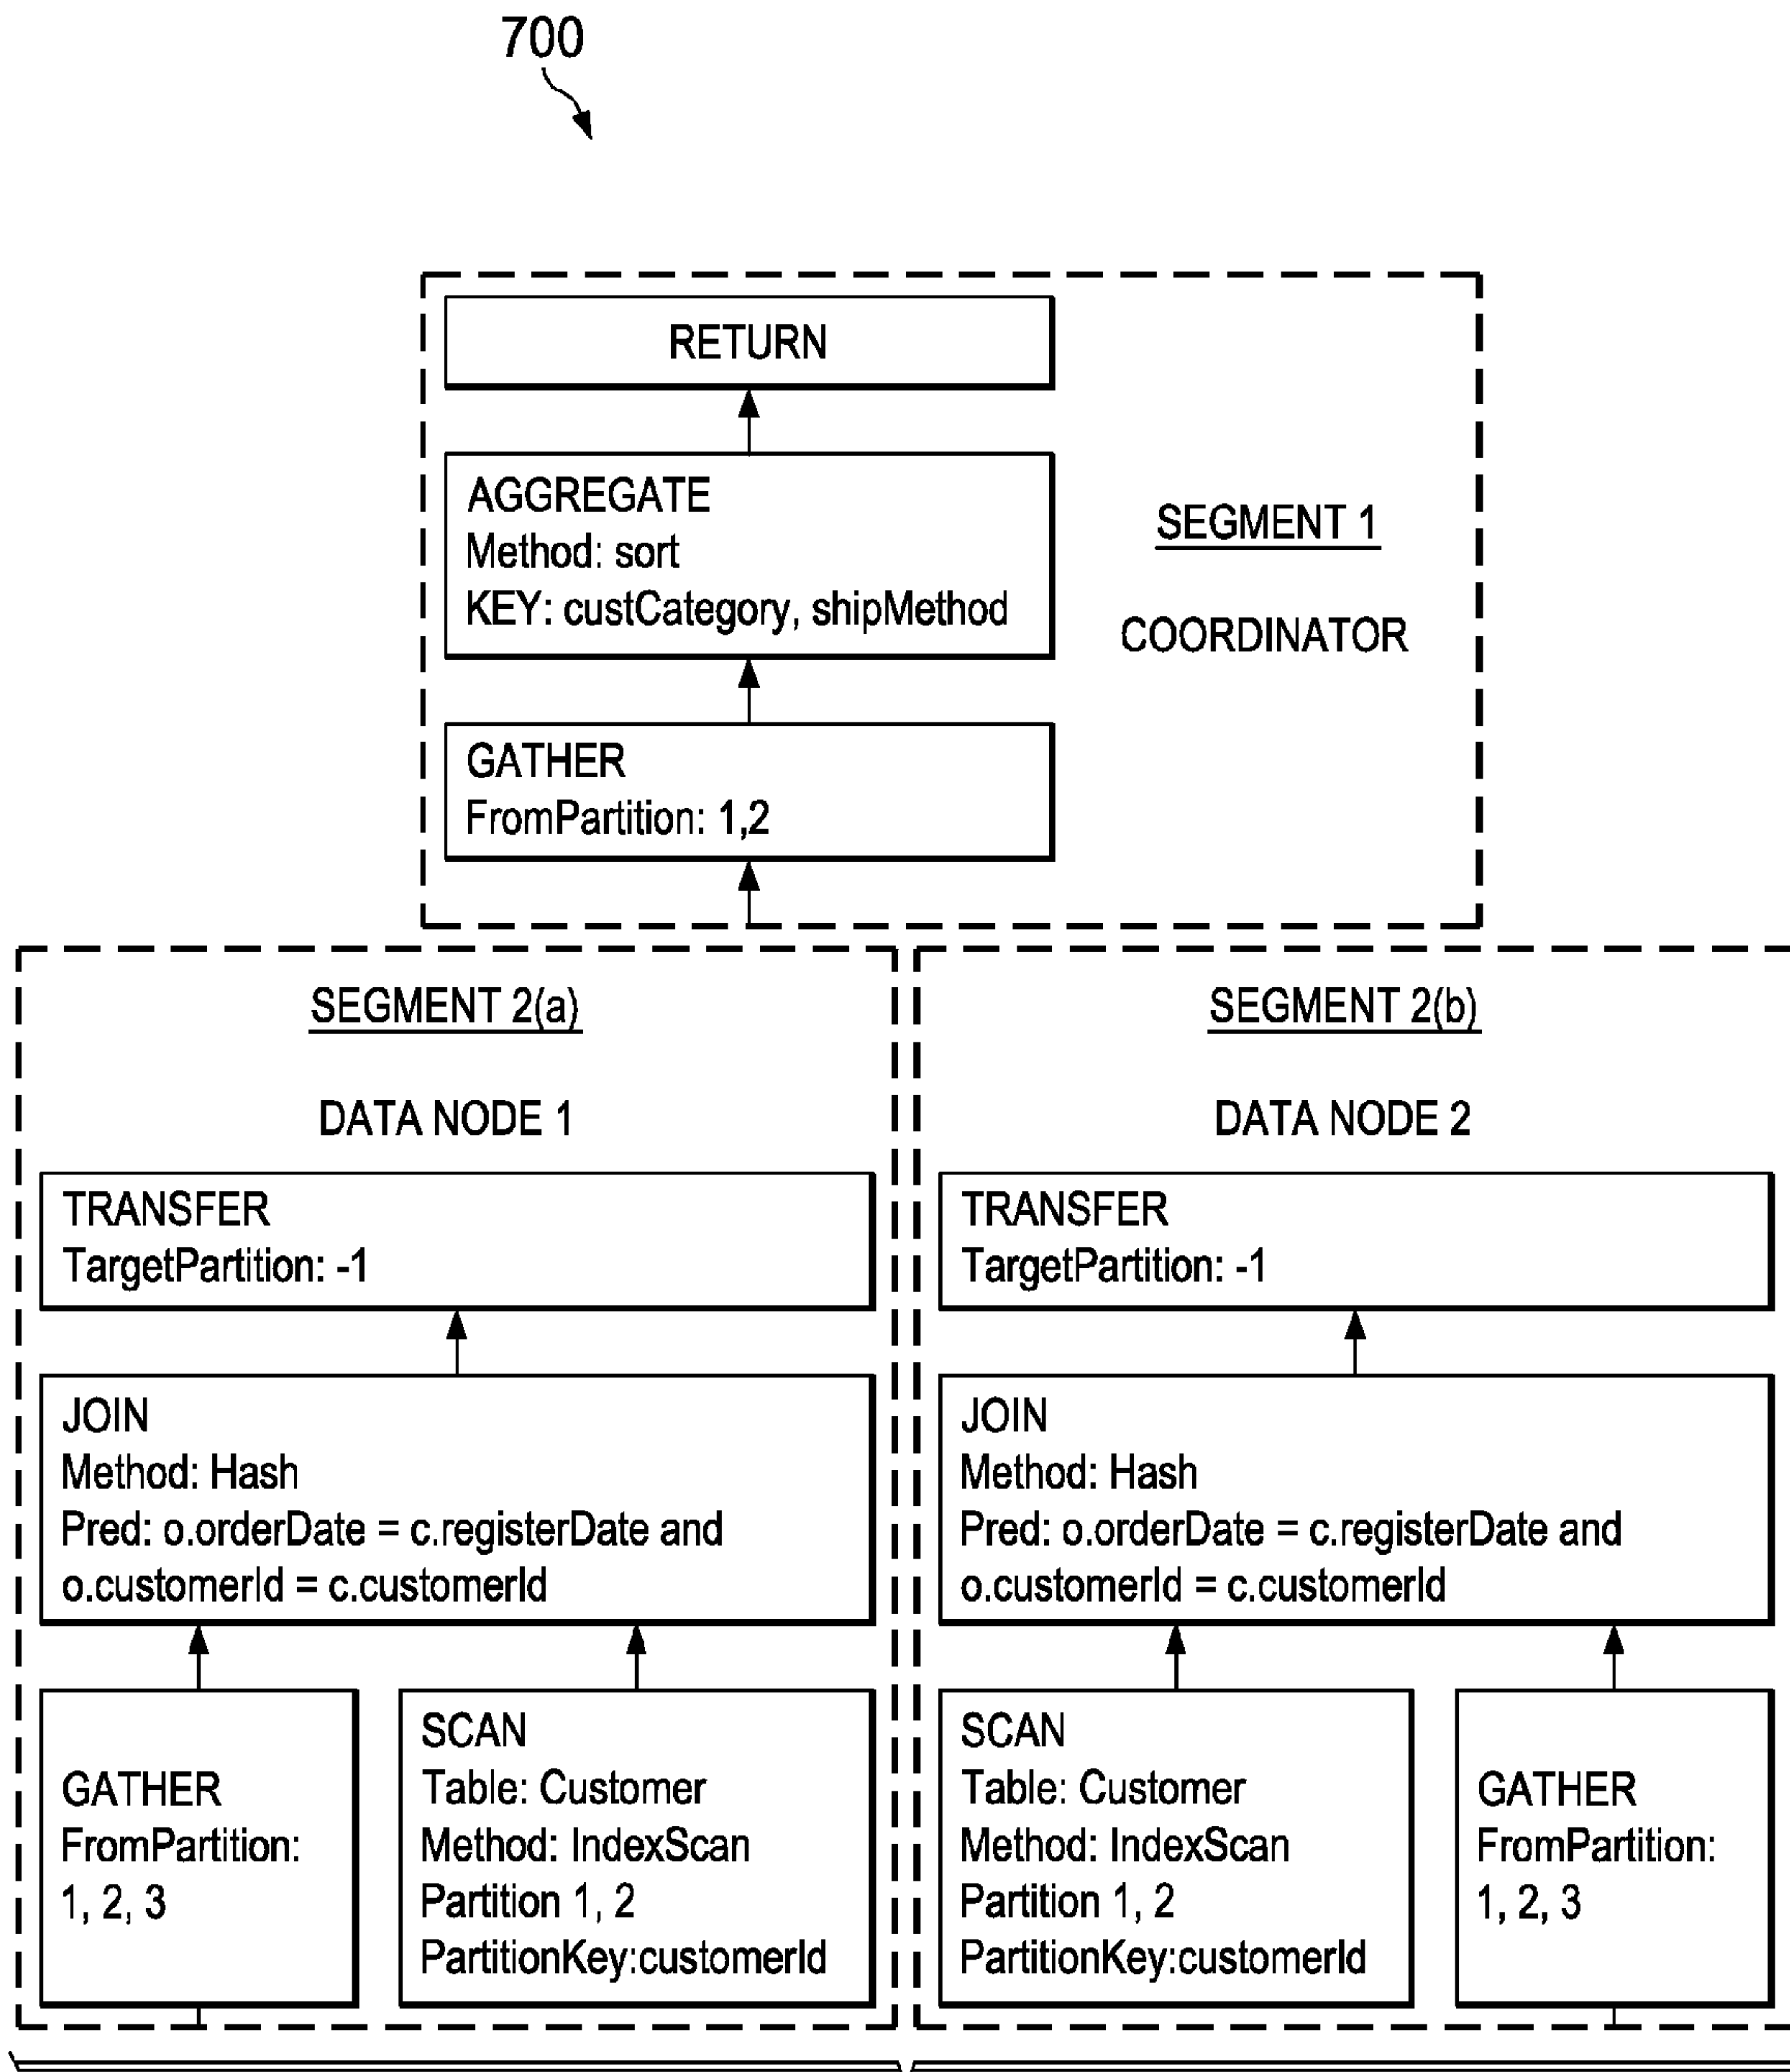 700
RETURN
AGGREGATE
Method: sort
KEY: custCategory, shipMethod
SEGMENT 1
COORDINATOR
GATHER
FromPartition: 1,2
SEGMENT 2(a)
DATA NODE 1
TRANSFER
TargetPartition: -1
JOIN
Method: Hash
Pred: o.orderDate = c.registerDate and
o.customerId = c.customerId
GATHER
FromPartition:
1, 2, 3
SCAN
Table: Customer
Method: IndexScan
Partition 1, 2
PartitionKey:customerId
SEGMENT 2(b)
DATA NODE 2
TRANSFER
TargetPartition: -1
JOIN
Method: Hash
Pred: o.orderDate = c.registerDate and
o.customerId = c.customerId
SCAN
Table: Customer
Method: IndexScan
Partition 1, 2
PartitionKey:customerId
GATHER
FromPartition:
1, 2, 3